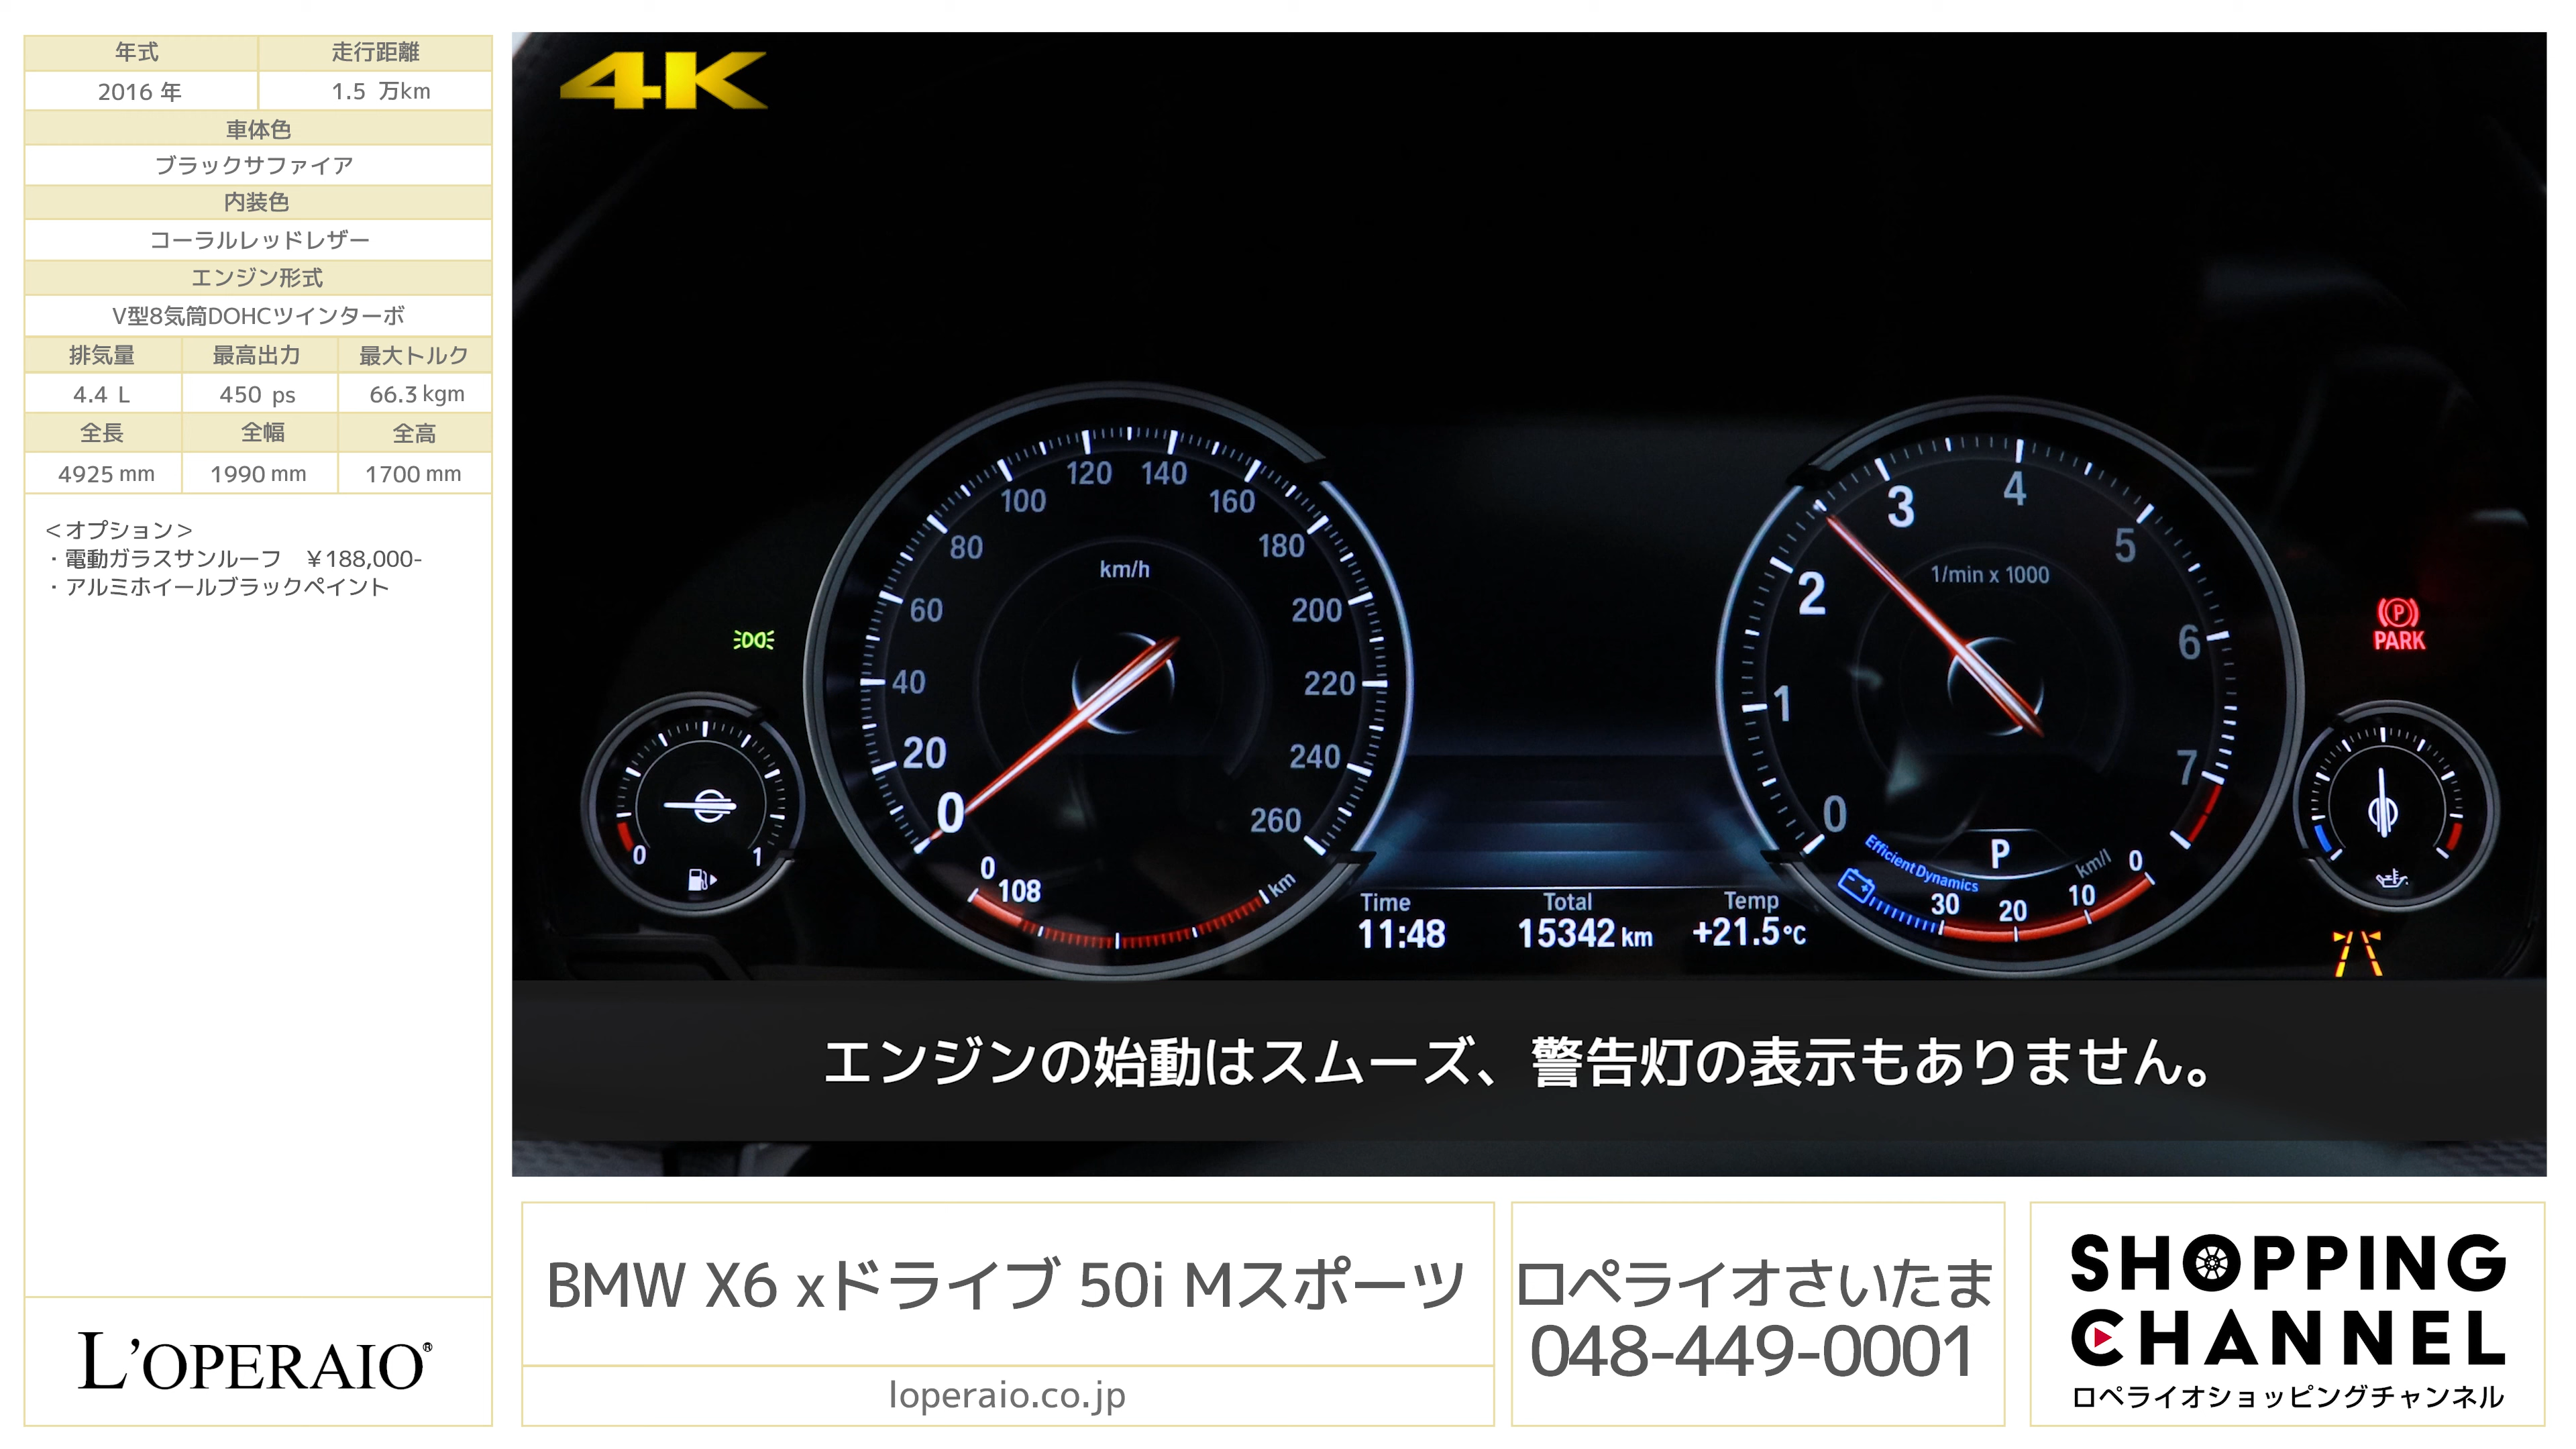 年式 走行距離
2016 年 1.5 万km
車体色
ブラックサファイア
内装色
コーラルレッドレザー
エンジン形式
V型8気筒DOHCツインターボ
排気量 最高出力 最大トルク
4.4 L 450 ps 66.3 kgm
全長 全幅 全高
4925 mm 1990 mm 1700 mm
＜オプション＞
・電動ガラスサンルーフ ￥188,000-
・アルミホイールブラックペイント
L'OPERAIO®
4K
0 20 40 60 80 100 120 140 160 180 200 220 240 260
km/h
0 1
0 108 km
Time Total Temp
11:48 15342 km +21.5°C
0 1 2 3 4 5 6 7
1/min x 1000
P
Efficient Dynamics
30 20 10 0 km/l
(P)
PARK
エンジンの始動はスムーズ、警告灯の表示もありません。
BMW X6 xドライブ 50i Mスポーツ
loperaio.co.jp
ロペライオさいたま
048-449-0001
SHOPPING
CHANNEL
ロペライオショッピングチャンネル